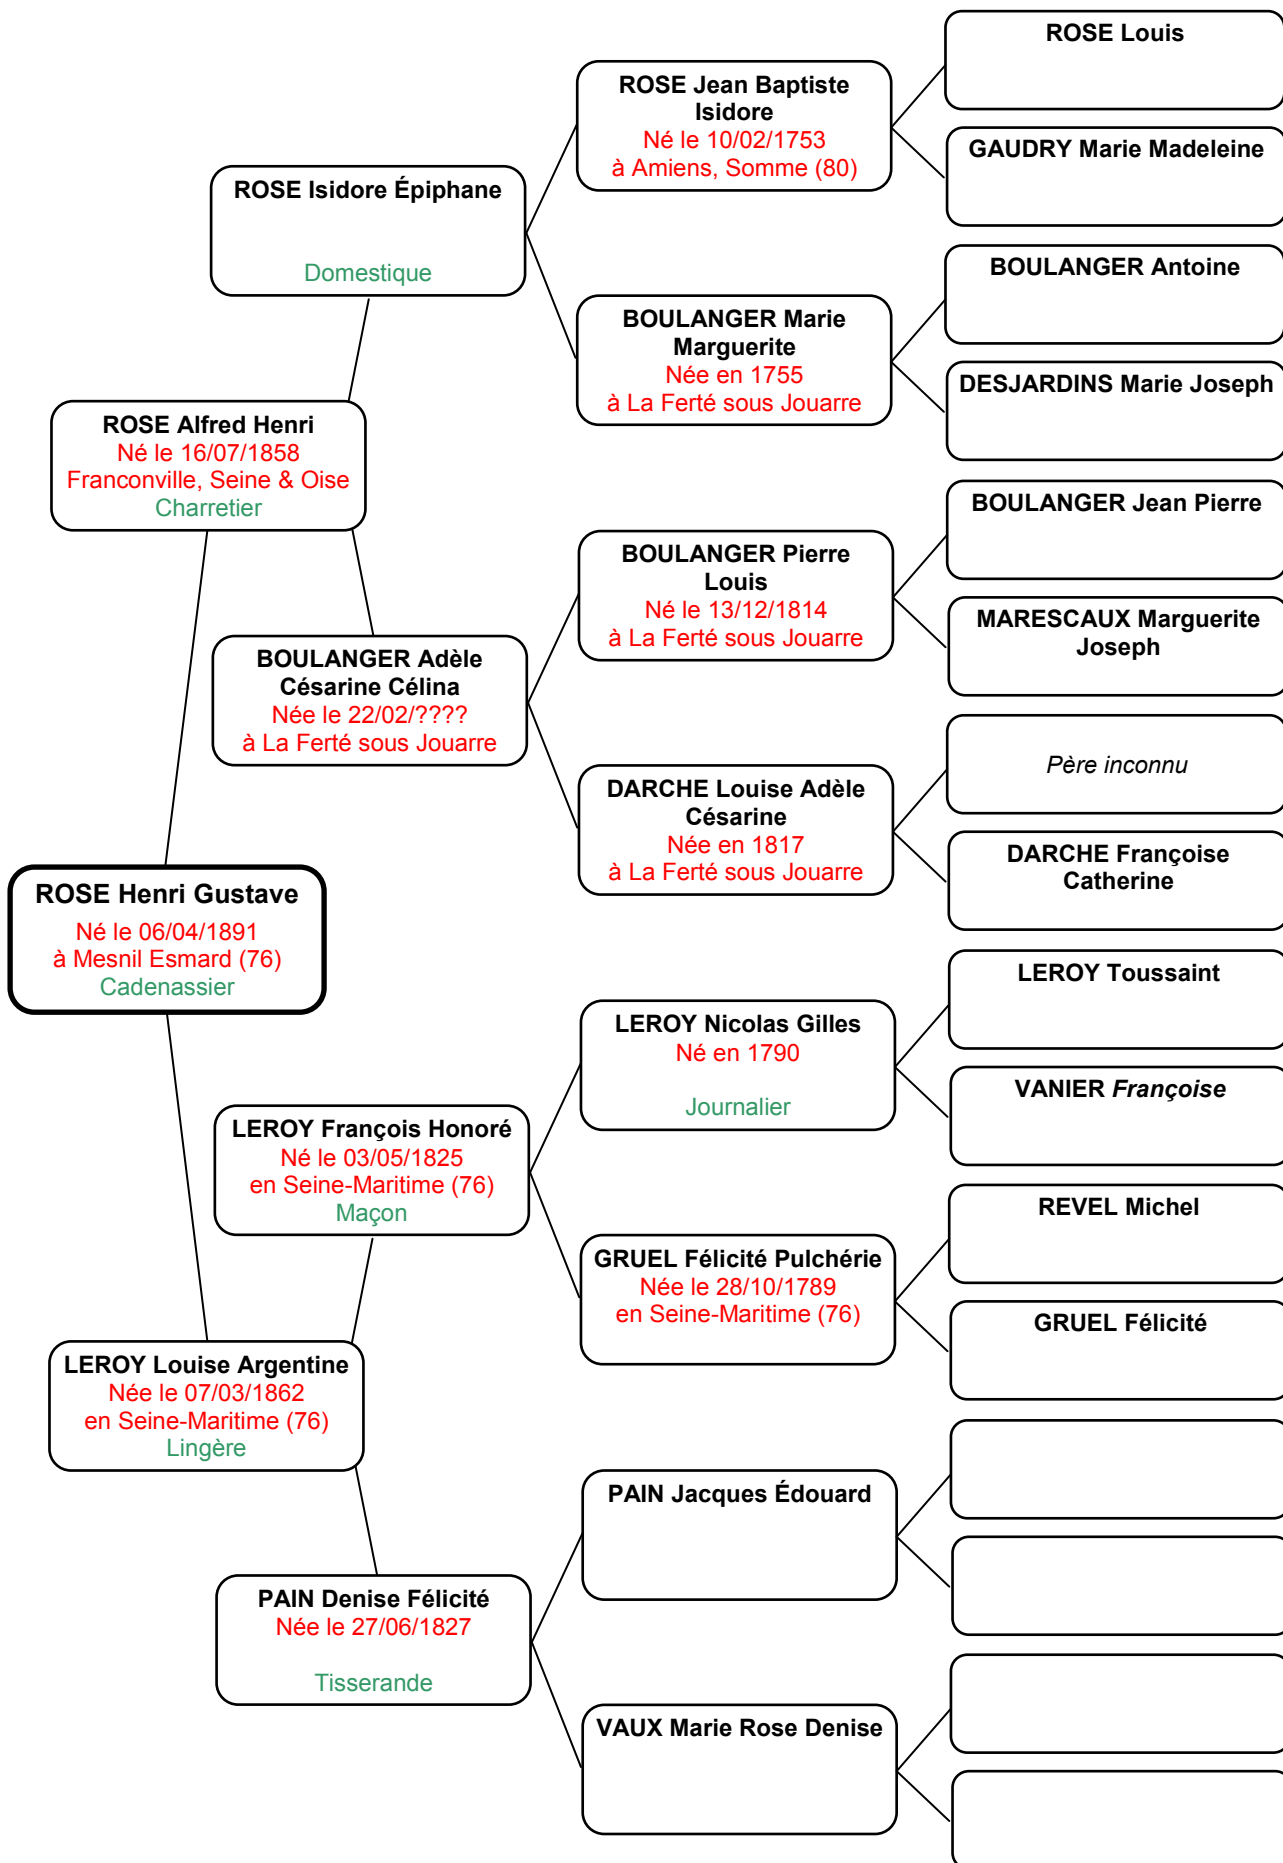 ROSE Louis
ROSE Jean Baptiste
Isidore
Né le 10/02/1753
à Amiens, Somme (80)
GAUDRY Marie Madeleine
ROSE Isidore Épiphane
Domestique
BOULANGER Antoine
BOULANGER Marie
Marguerite
Née en 1755
à La Ferté sous Jouarre
DESJARDINS Marie Joseph
ROSE Alfred Henri
Né le 16/07/1858
Franconville, Seine & Oise
Charretier
BOULANGER Jean Pierre
BOULANGER Pierre
Louis
Né le 13/12/1814
à La Ferté sous Jouarre
MARESCAUX Marguerite
Joseph
BOULANGER Adèle
Césarine Célina
Née le 22/02/????
à La Ferté sous Jouarre
Père inconnu
DARCHE Louise Adèle
Césarine
Née en 1817
à La Ferté sous Jouarre
DARCHE Françoise
Catherine
ROSE Henri Gustave
Né le 06/04/1891
à Mesnil Esmard (76)
Cadenassier
LEROY Toussaint
LEROY Nicolas Gilles
Né en 1790
Journalier
VANIER Françoise
LEROY François Honoré
Né le 03/05/1825
en Seine-Maritime (76)
Maçon
REVEL Michel
GRUEL Félicité Pulchérie
Née le 28/10/1789
en Seine-Maritime (76)
GRUEL Félicité
LEROY Louise Argentine
Née le 07/03/1862
en Seine-Maritime (76)
Lingère
PAIN Jacques Édouard
PAIN Denise Félicité
Née le 27/06/1827
Tisserande
VAUX Marie Rose Denise